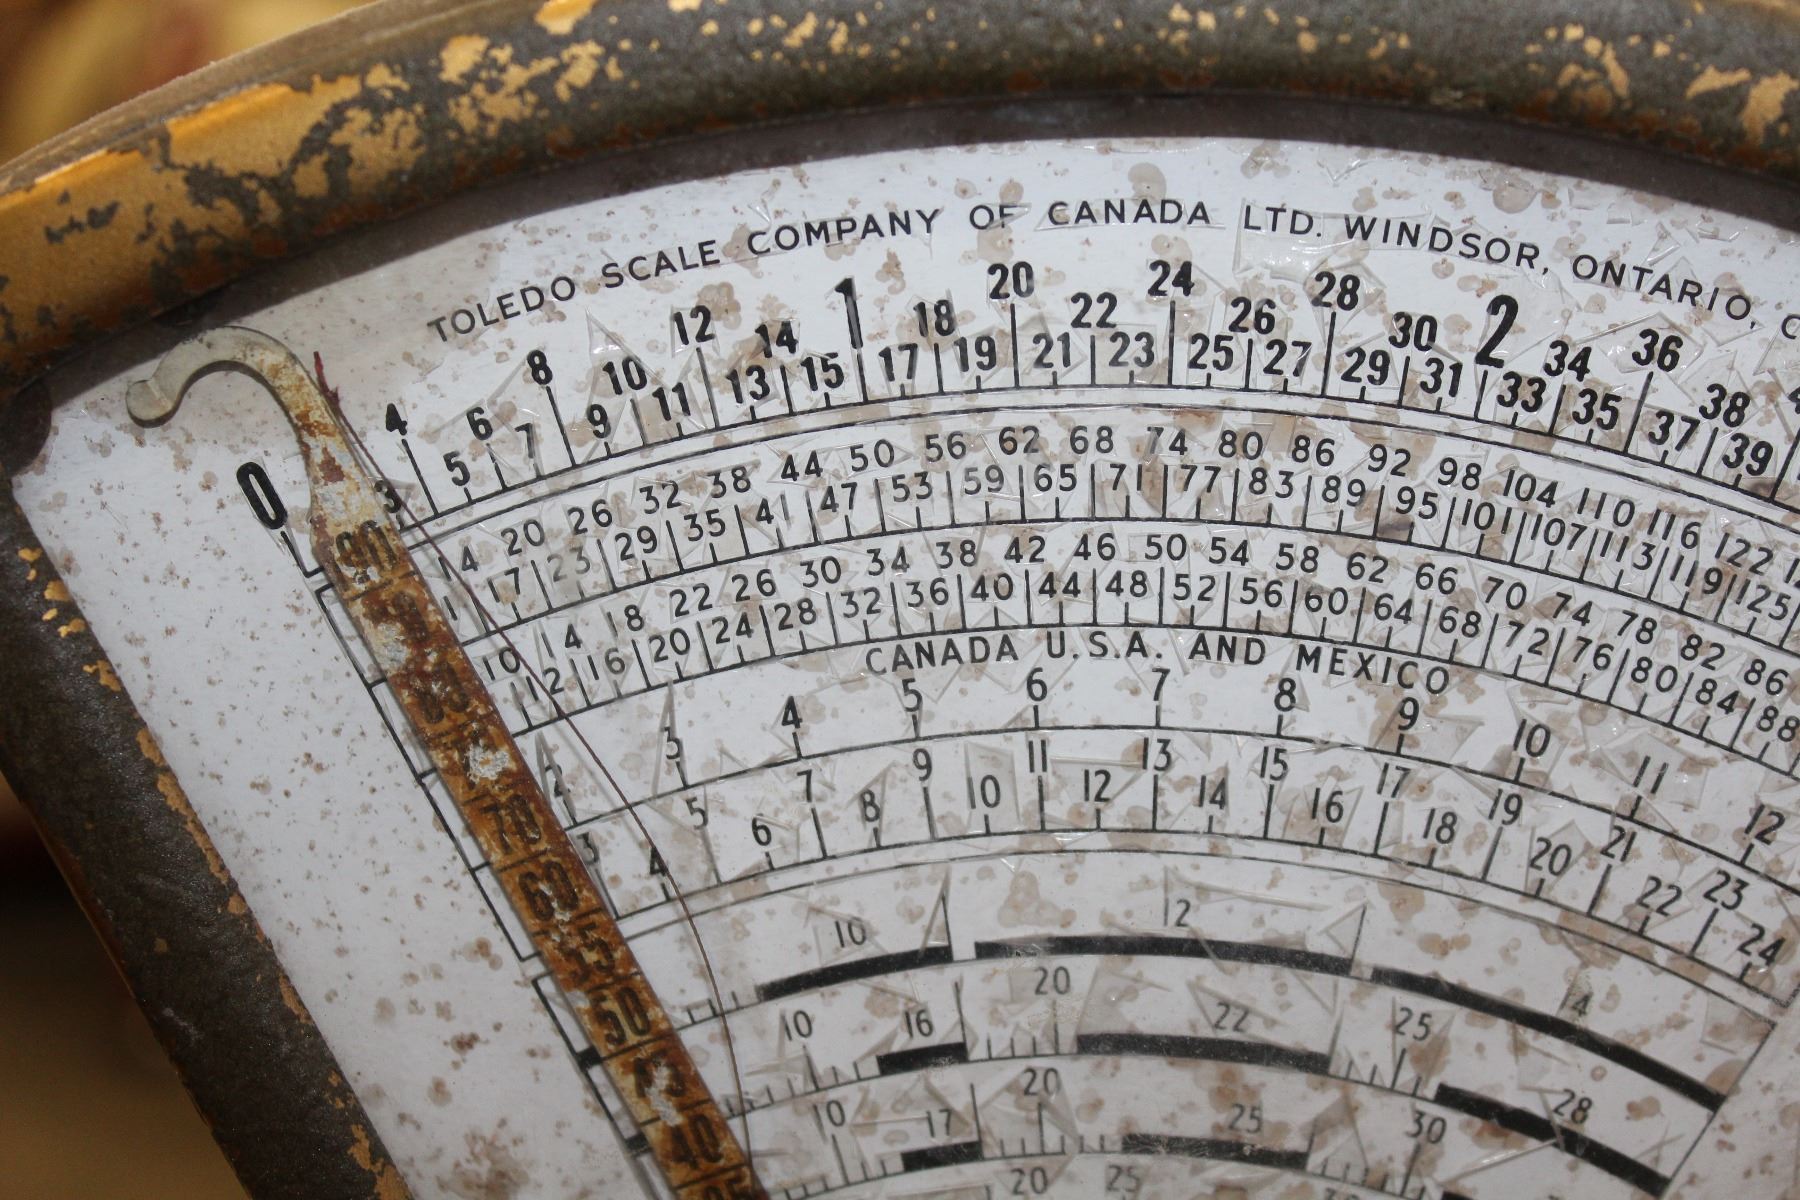 TOLEDO SCALE COMPANY OF CANADA LTD. WINDSOR, ONTARIO, C
0 4 6 8 10 12 14 1 18 20 22 24 26 28 30 2 34 36 38
3 5 7 9 11 13 15 17 19 21 23 25 27 29 31 33 35 37 39
14 20 26 32 38 44 50 56 62 68 74 80 86 92 98 104 110 116 122
17 23 29 35 41 47 53 59 65 71 77 83 89 95 101 107 113 119 125
10 14 18 22 26 30 34 38 42 46 50 54 58 62 66 70 74 78 82 86
12 16 20 24 28 32 36 40 44 48 52 56 60 64 68 72 76 80 84 88
CANADA U.S.A. AND MEXICO
2 3 4 5 6 7 8 9 10 11 12
3 5 7 9 11 13 15 17 19 21 23
4 6 8 10 12 14 16 18 20 22 24
10 12 14
10 16 20 22 25 28
10 17 20 25 30
20 25
90
70
60
55
50
40